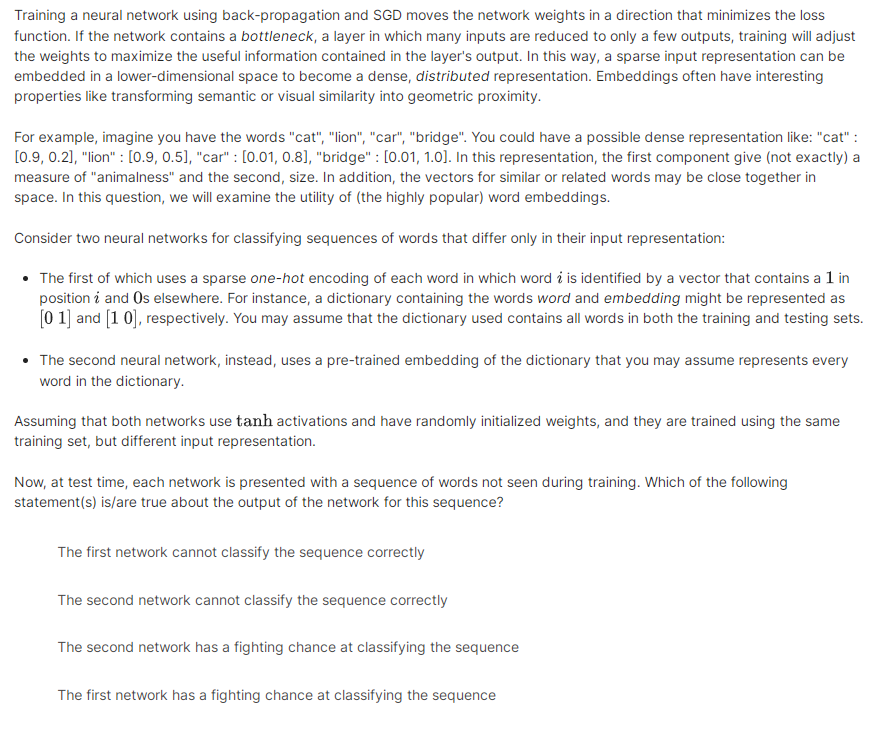 Training a neural network using back-propagation and SGD moves the network weights in a direction that minimizes the loss
function. If the network contains a bottleneck, a layer in which many inputs are reduced to only a few outputs, training will adjust
the weights to maximize the useful information contained in the layer's output. In this way, a sparse input representation can be
embedded in a lower-dimensional space to become a dense, distributed representation. Embeddings often have interesting
properties like transforming semantic or visual similarity into geometric proximity.
For example, imagine you have the words "cat", "lion", "car", "bridge". You could have a possible dense representation like: "cat" :
[0.9, 0.2], "lion" : [0.9, 0.5], "car" : [0.01, 0.8], "bridge" : [0.01, 1.0]. In this representation, the first component give (not exactly) a
measure of "animalness" and the second, size. In addition, the vectors for similar or related words may be close together in
space. In this question, we will examine the utility of (the highly popular) word embeddings.
Consider two neural networks for classifying sequences of words that differ only in their input representation:
• The first of which uses a sparse one-hot encoding of each word in which word i is identified by a vector that contains a 1 in
position i and 0s elsewhere. For instance, a dictionary containing the words word and embedding might be represented as
[0 1] and [1 0], respectively. You may assume that the dictionary used contains all words in both the training and testing sets.
• The second neural network, instead, uses a pre-trained embedding of the dictionary that you may assume represents every
word in the dictionary.
Assuming that both networks use tanh activations and have randomly initialized weights, and they are trained using the same
training set, but different input representation.
Now, at test time, each network is presented with a sequence of words not seen during training. Which of the following
statement(s) is/are true about the output of the network for this sequence?
The first network cannot classify the sequence correctly
The second network cannot classify the sequence correctly
The second network has a fighting chance at classifying the sequence
The first network has a fighting chance at classifying the sequence